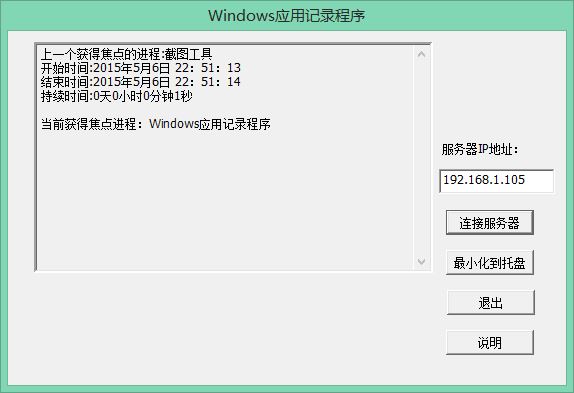 Windows应用记录程序
上一个获得焦点的进程:截图工具
开始时间:2015年5月6日 22：51：13
结束时间:2015年5月6日 22：51：14
持续时间:0天0小时0分钟1秒
当前获得焦点进程：Windows应用记录程序
服务器IP地址：
192.168.1.105
连接服务器
最小化到托盘
退出
说明